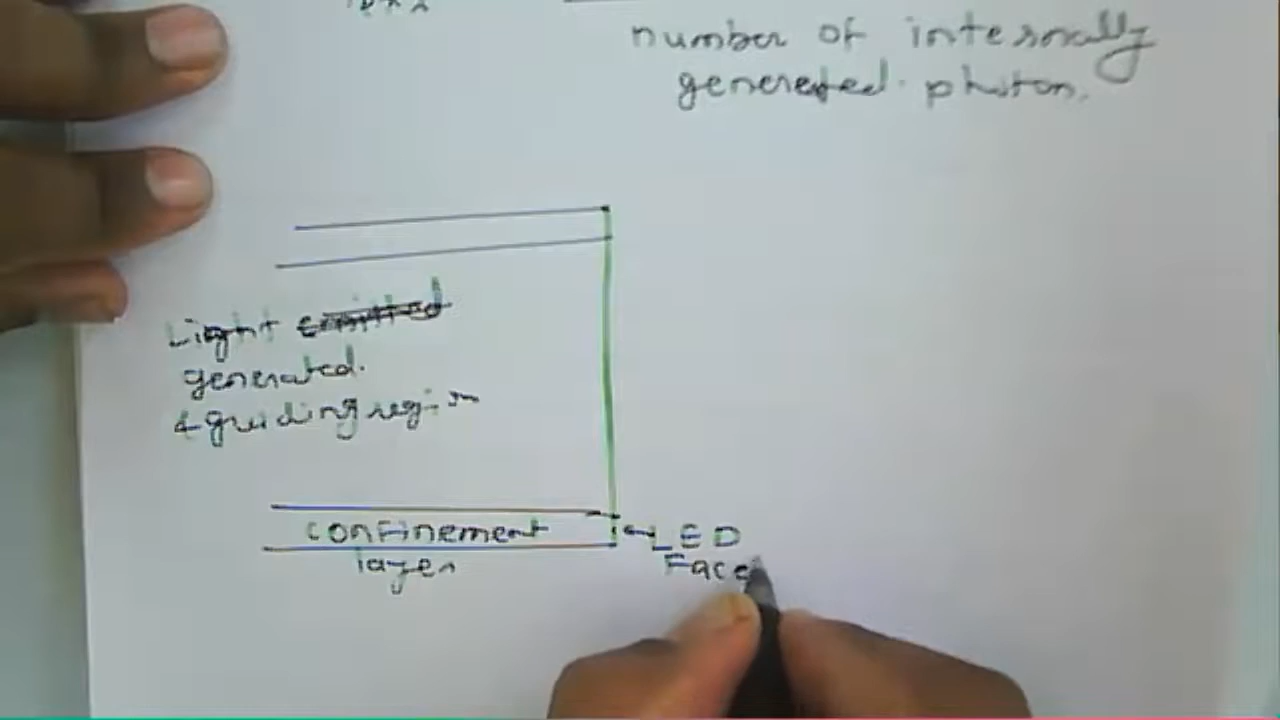 number of internally
generated photon.
Light emitted
generated.
& guiding region
confinement
layer
LED
Face